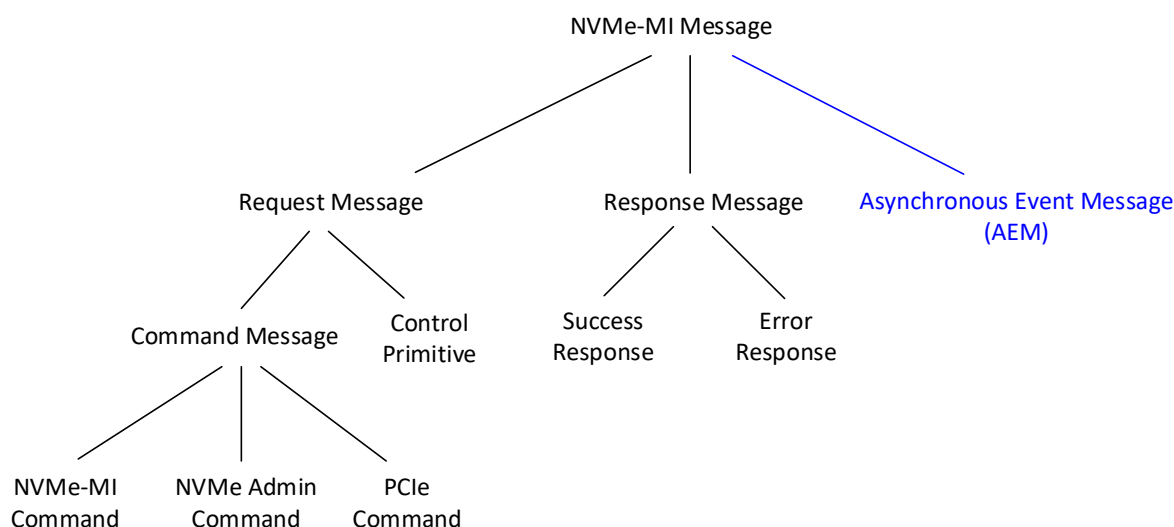 NVMe-MI Message
Request Message
Response Message
Asynchronous Event Message
(AEM)
Command Message
Control
Primitive
Success
Response
Error
Response
NVMe-MI
Command
NVMe Admin
Command
PCIe
Command